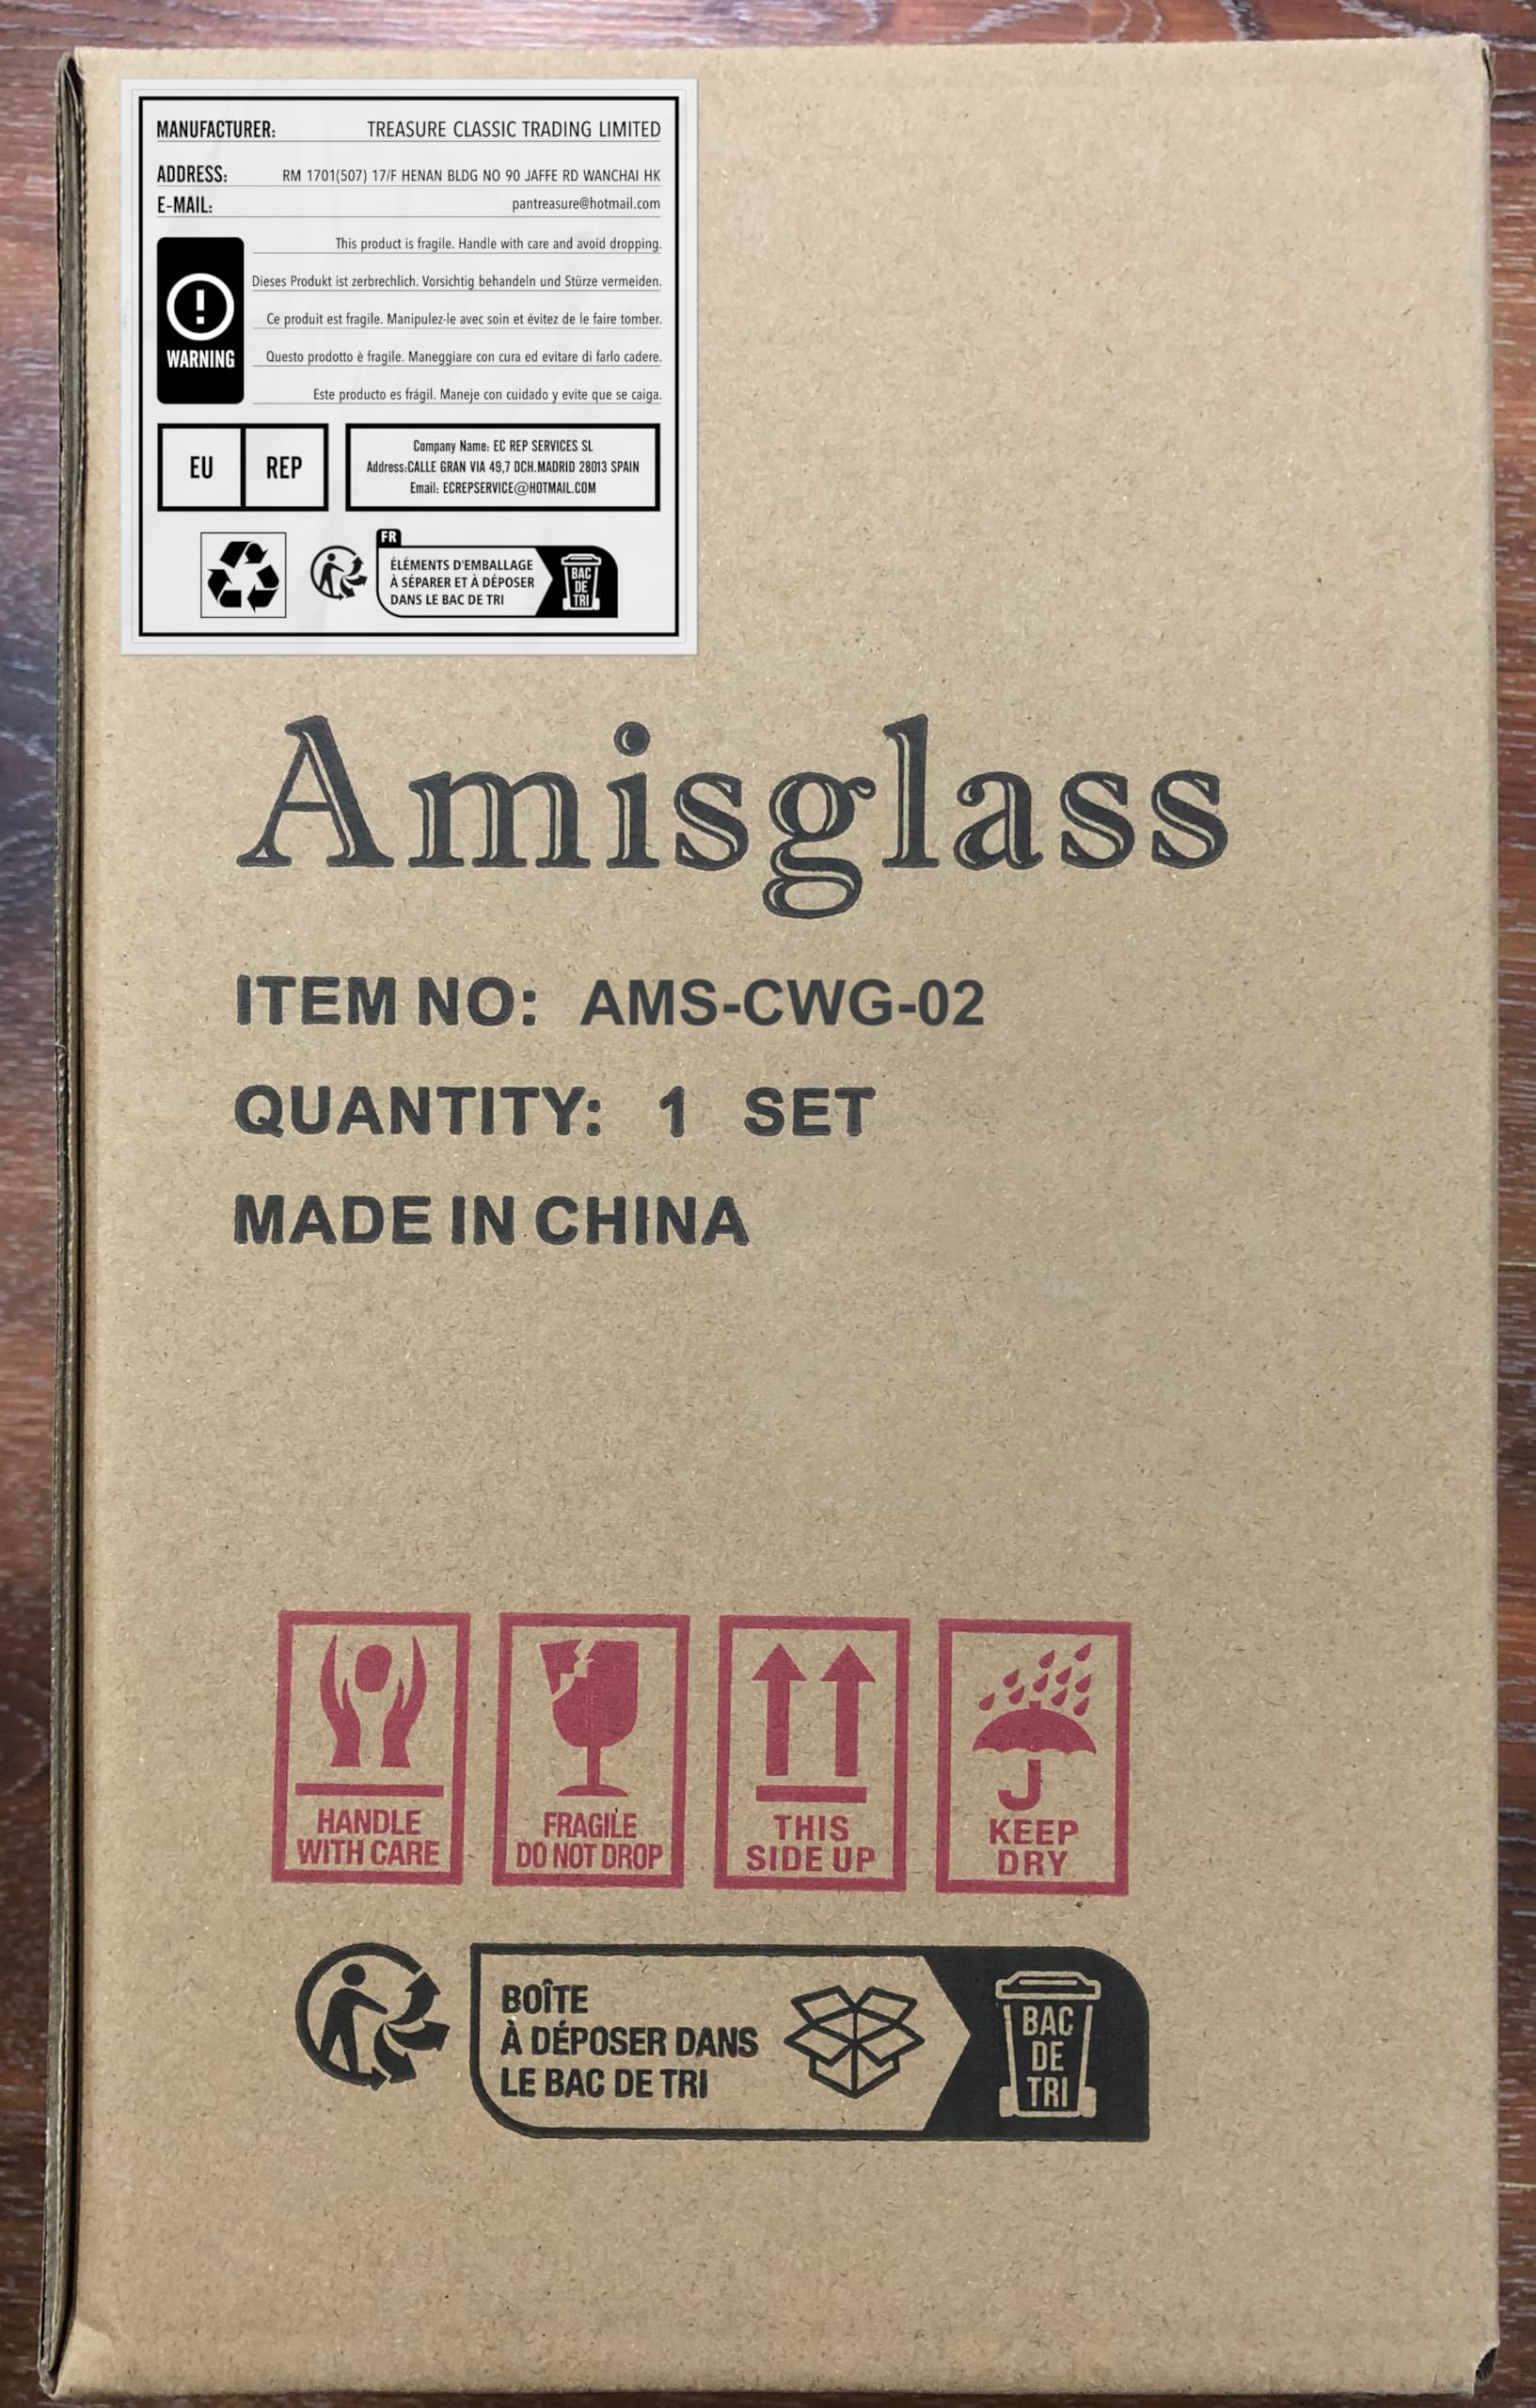 MANUFACTURER: TREASURE CLASSIC TRADING LIMITED
ADDRESS: RM 1701(507) 17/F HENAN BLDG NO 90 JAFFE RD WANCHAI HK
E-MAIL: pantreasure@hotmail.com
This product is fragile. Handle with care and avoid dropping.
Dieses Produkt ist zerbrechlich. Vorsichtig behandeln und Stürze vermeiden.
Ce produit est fragile. Manipulez-le avec soin et évitez de le faire tomber.
WARNING
Questo prodotto è fragile. Maneggiare con cura ed evitare di farlo cadere.
Este producto es frágil. Maneje con cuidado y evite que se caiga.
EU REP
Company Name: EC REP SERVICES SL
Address:CALLE GRAN VIA 49,7 DCH.MADRID 28013 SPAIN
Email: ECREPSERVICE@HOTMAIL.COM
FR
ÉLÉMENTS D'EMBALLAGE
À SÉPARER ET À DÉPOSER
DANS LE BAC DE TRI
BAC
DE
TRI
Amisglass
ITEM NO: AMS-CWG-02
QUANTITY: 1 SET
MADE IN CHINA
HANDLE
WITH CARE
FRAGILE
DO NOT DROP
THIS
SIDE UP
KEEP
DRY
BOÎTE
À DÉPOSER DANS
LE BAC DE TRI
BAC
DE
TRI